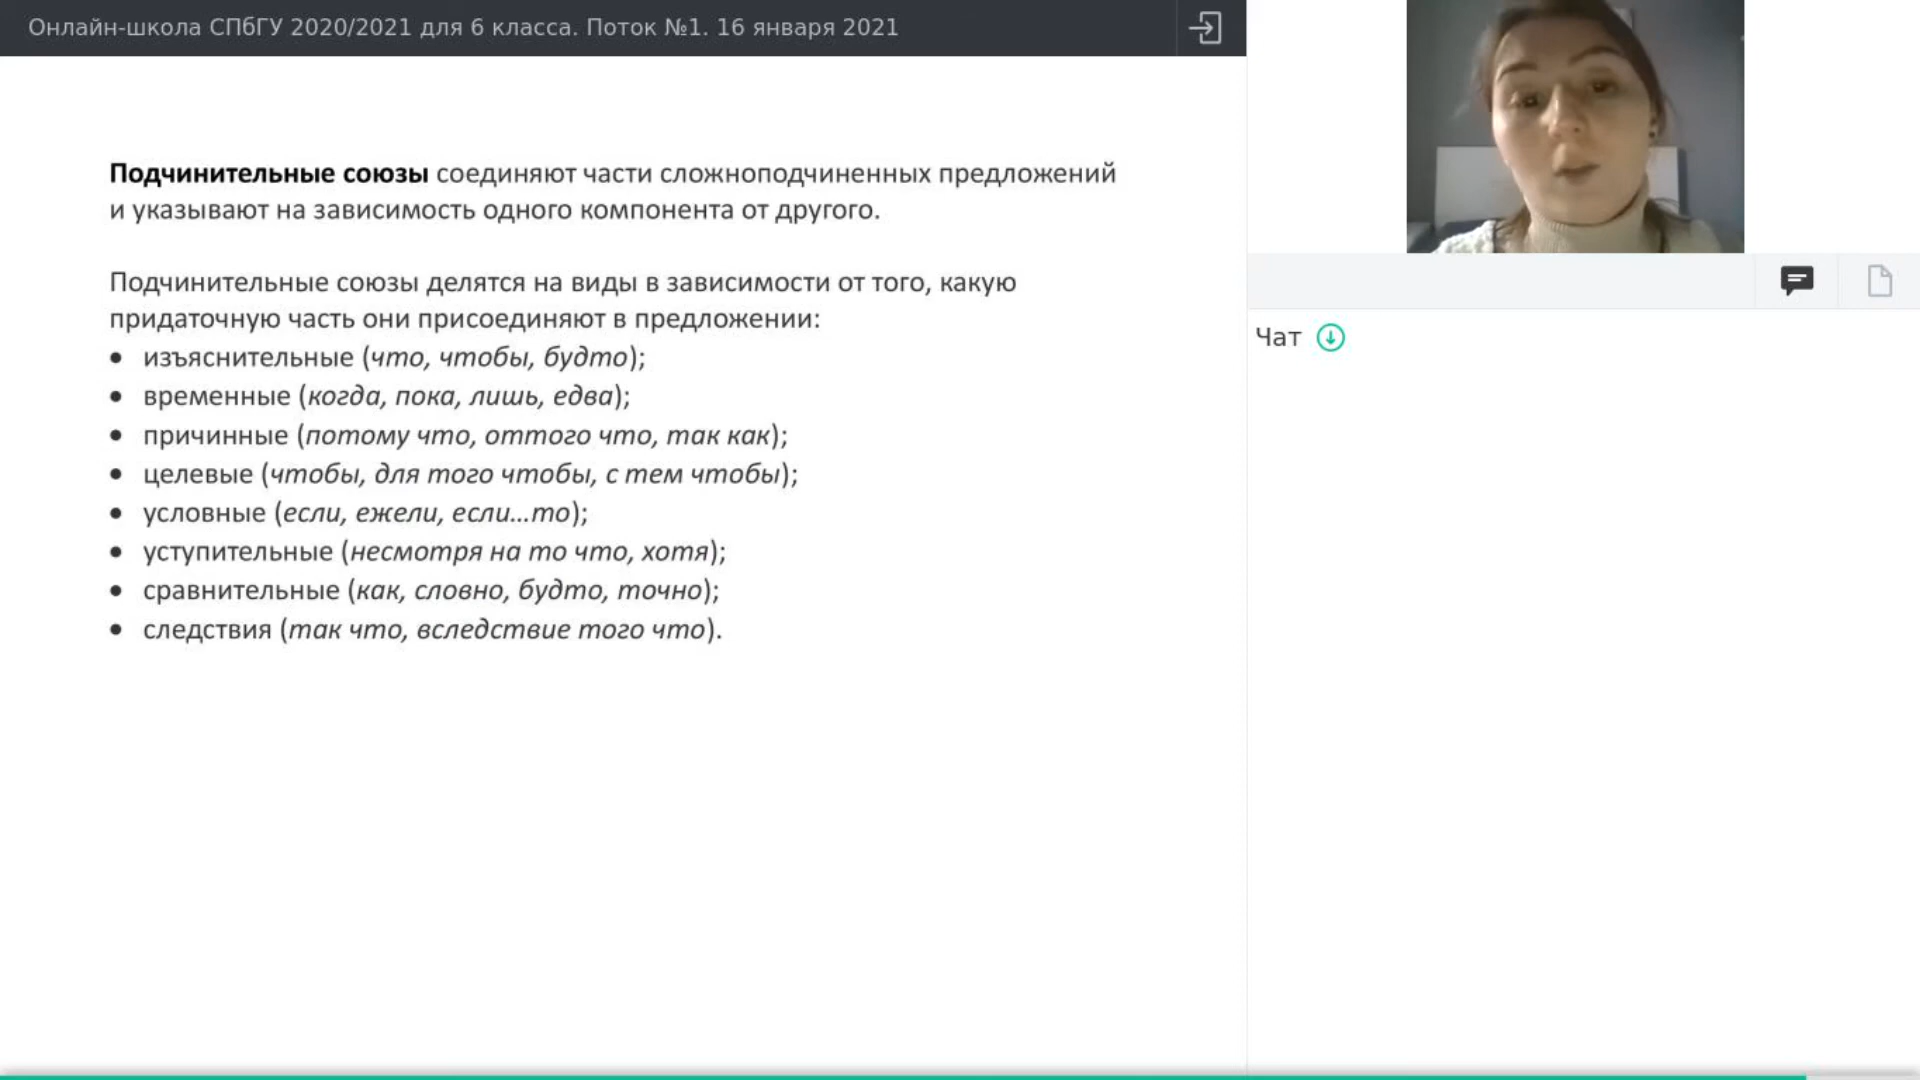 Онлайн-школа СПбГУ 2020/2021 для 6 класса. Поток №1. 16 января 2021
Подчинительные союзы соединяют части сложноподчиненных предложений
и указывают на зависимость одного компонента от другого.
Подчинительные союзы делятся на виды в зависимости от того, какую
придаточную часть они присоединяют в предложении:
• изъяснительные (что, чтобы, будто);
• временные (когда, пока, лишь, едва);
• причинные (потому что, оттого что, так как);
• целевые (чтобы, для того чтобы, с тем чтобы);
• условные (если, ежели, если...то);
• уступительные (несмотря на то что, хотя);
• сравнительные (как, словно, будто, точно);
• следствия (так что, вследствие того что).
Чат